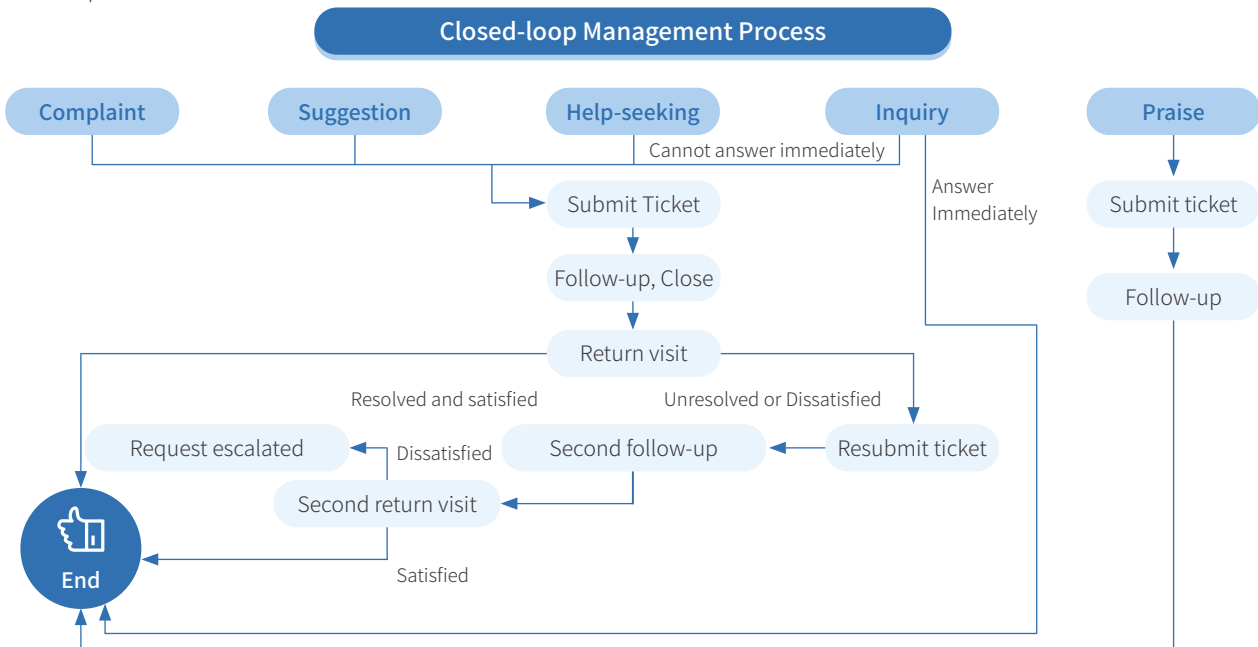 Closed-loop Management Process
Complaint
Suggestion
Help-seeking
Inquiry
Praise
Cannot answer immediately
Answer
Immediately
Submit Ticket
Submit ticket
Follow-up, Close
Follow-up
Return visit
Resolved and satisfied
Unresolved or Dissatisfied
Request escalated
Dissatisfied
Second follow-up
Resubmit ticket
Second return visit
Satisfied
End